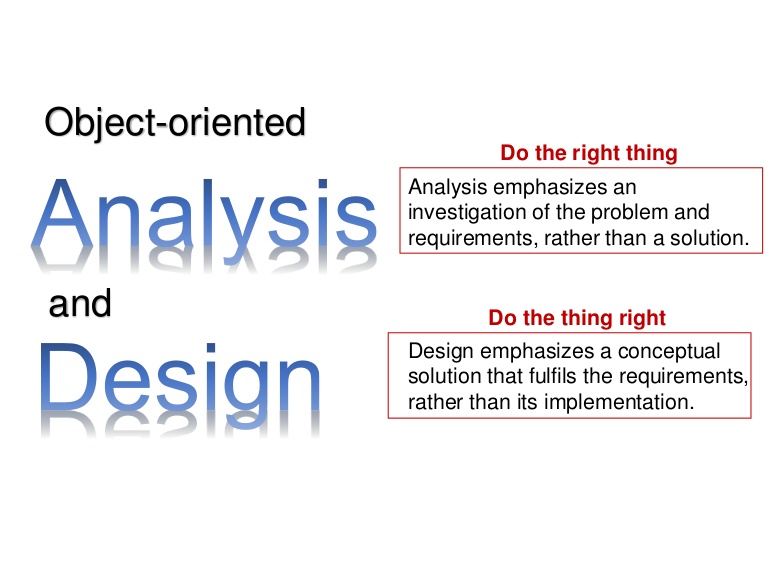 Object-oriented
Analysis
and
Design
Do the right thing
Analysis emphasizes an
investigation of the problem and
requirements, rather than a solution.
Do the thing right
Design emphasizes a conceptual
solution that fulfils the requirements,
rather than its implementation.